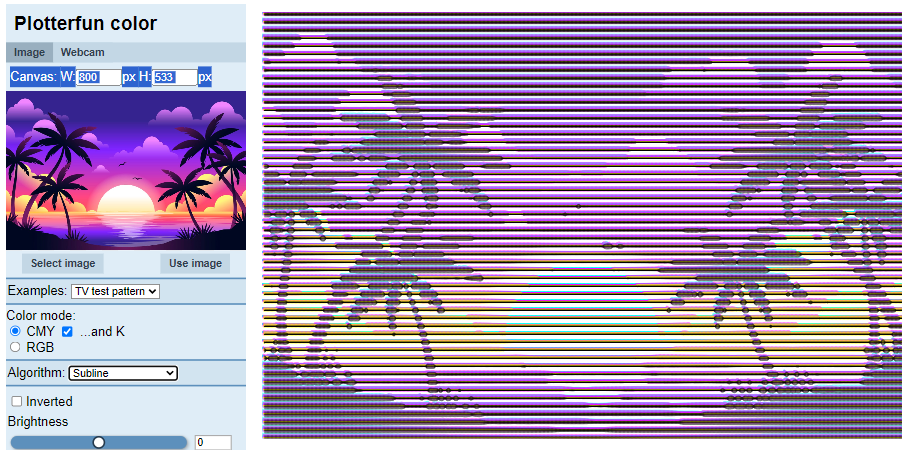 Plotterfun color
Image Webcam
Canvas: W: 800 px H: 533 px
Select image Use image
Examples: TV test pattern
Color mode:
CMY ...and K
RGB
Algorithm: Subline
Inverted
Brightness
0